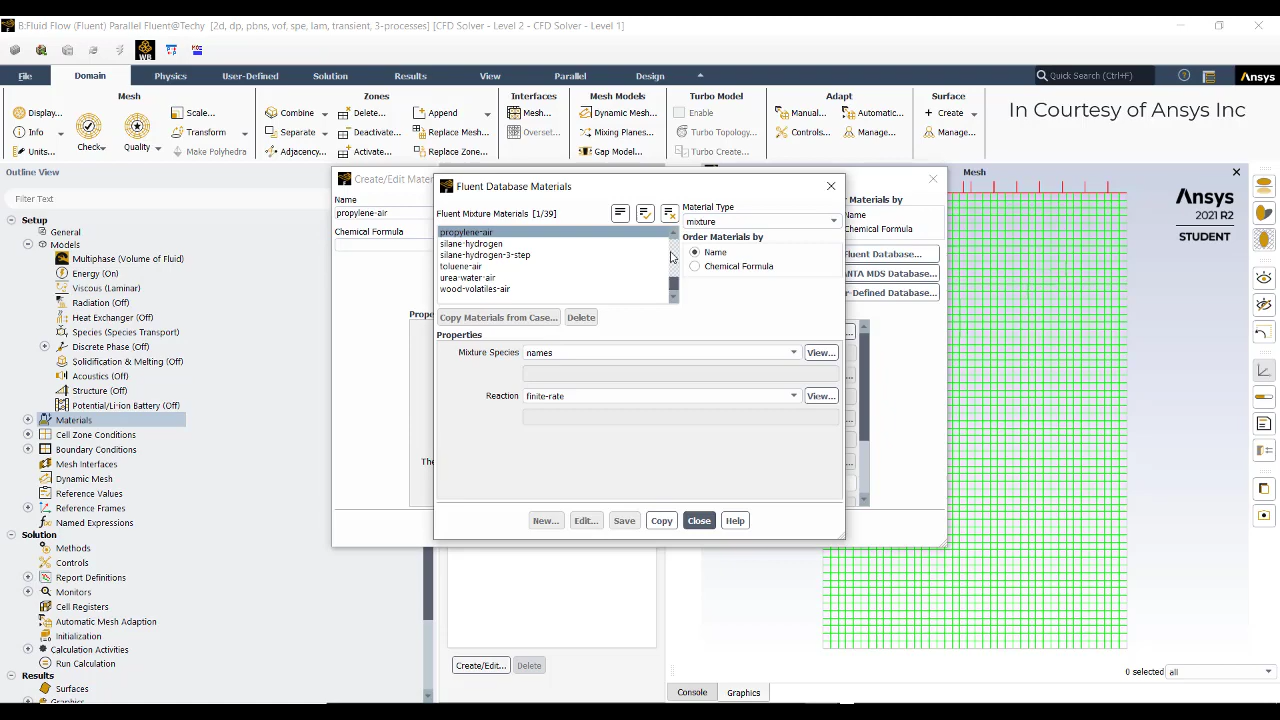 B:Fluid Flow (Fluent) Parallel Fluent@Techy [2d, dp, pbns, vof, spe, lam, transient, 3-processes] [CFD Solver - Level 2 - CFD Solver - Level 1]
WB
File Domain Physics User-Defined Solution Results View Parallel Design
Quick Search (Ctrl+F)
Ansys
Mesh
Display...
Info
Units...
Check
Quality
Scale...
Transform
Make Polyhedra
Zones
Combine
Separate
Adjacency...
Delete...
Deactivate...
Activate...
Append
Replace Mesh...
Replace Zone...
Interfaces
Mesh...
Overset...
Mesh Models
Dynamic Mesh...
Mixing Planes...
Gap Model...
Turbo Model
Enable
Turbo Topology...
Turbo Create...
Adapt
Manual...
Controls...
Automatic...
Manage...
Surface
Create
Manage...
In Courtesy of Ansys Inc
Outline View
Filter Text
Setup
General
Models
Multiphase (Volume of Fluid)
Energy (On)
Viscous (Laminar)
Radiation (Off)
Heat Exchanger (Off)
Species (Species Transport)
Discrete Phase (Off)
Solidification & Melting (Off)
Acoustics (Off)
Structure (Off)
Potential/Li-ion Battery (Off)
Materials
Cell Zone Conditions
Boundary Conditions
Mesh Interfaces
Dynamic Mesh
Reference Values
Reference Frames
Named Expressions
Solution
Methods
Controls
Report Definitions
Monitors
Cell Registers
Automatic Mesh Adaption
Initialization
Calculation Activities
Run Calculation
Results
Surfaces
Graphics
Create/Edit Mater
Name
propylene-air
Chemical Formula
Prope
The
Fluent Database Materials
Fluent Mixture Materials [1/39]
propylene-air
silane-hydrogen
silane-hydrogen-3-step
toluene-air
urea-water-air
wood-volatiles-air
Copy Materials from Case... Delete
Material Type
mixture
Order Materials by
Name
Chemical Formula
Properties
Mixture Species names View...
Reaction finite-rate View...
New... Edit... Save Copy Close Help
r Materials by
Name
Chemical Formula
Fluent Database...
ANTA MDS Database...
r-Defined Database...
Create/Edit... Delete
Mesh
Ansys
2021 R2
STUDENT
0 selected all
Console Graphics